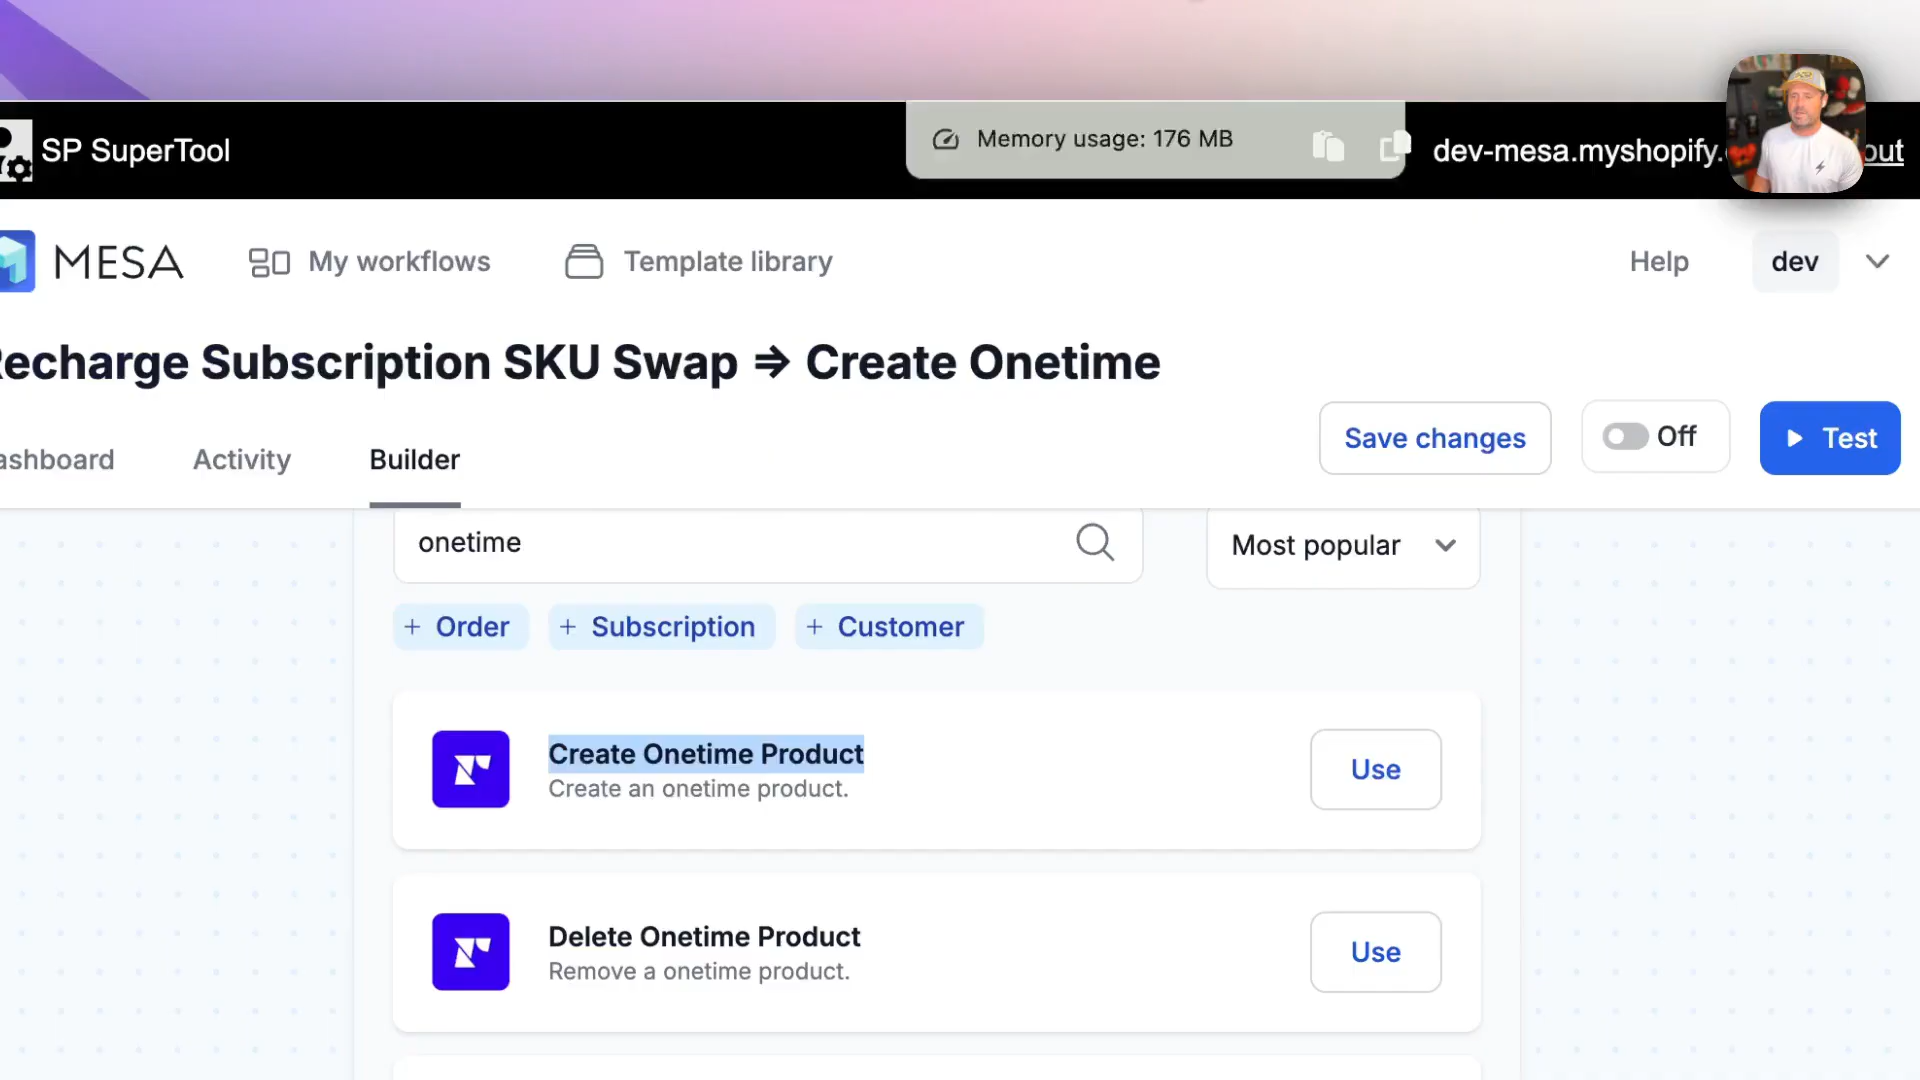 SP SuperTool
Memory usage: 176 MB
dev-mesa.myshopify.
out
MESA
My workflows
Template library
Help
dev
echarge Subscription SKU Swap ⇒ Create Onetime
ashboard
Activity
Builder
Save changes
Off
Test
onetime
Most popular
+ Order
+ Subscription
+ Customer
Create Onetime Product
Create an onetime product.
Use
Delete Onetime Product
Remove a onetime product.
Use